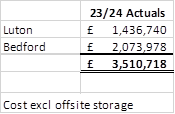 23/24 Actuals
Luton £ 1,436,740
Bedford £ 2,073,978
£ 3,510,718
Cost excl offsite storage